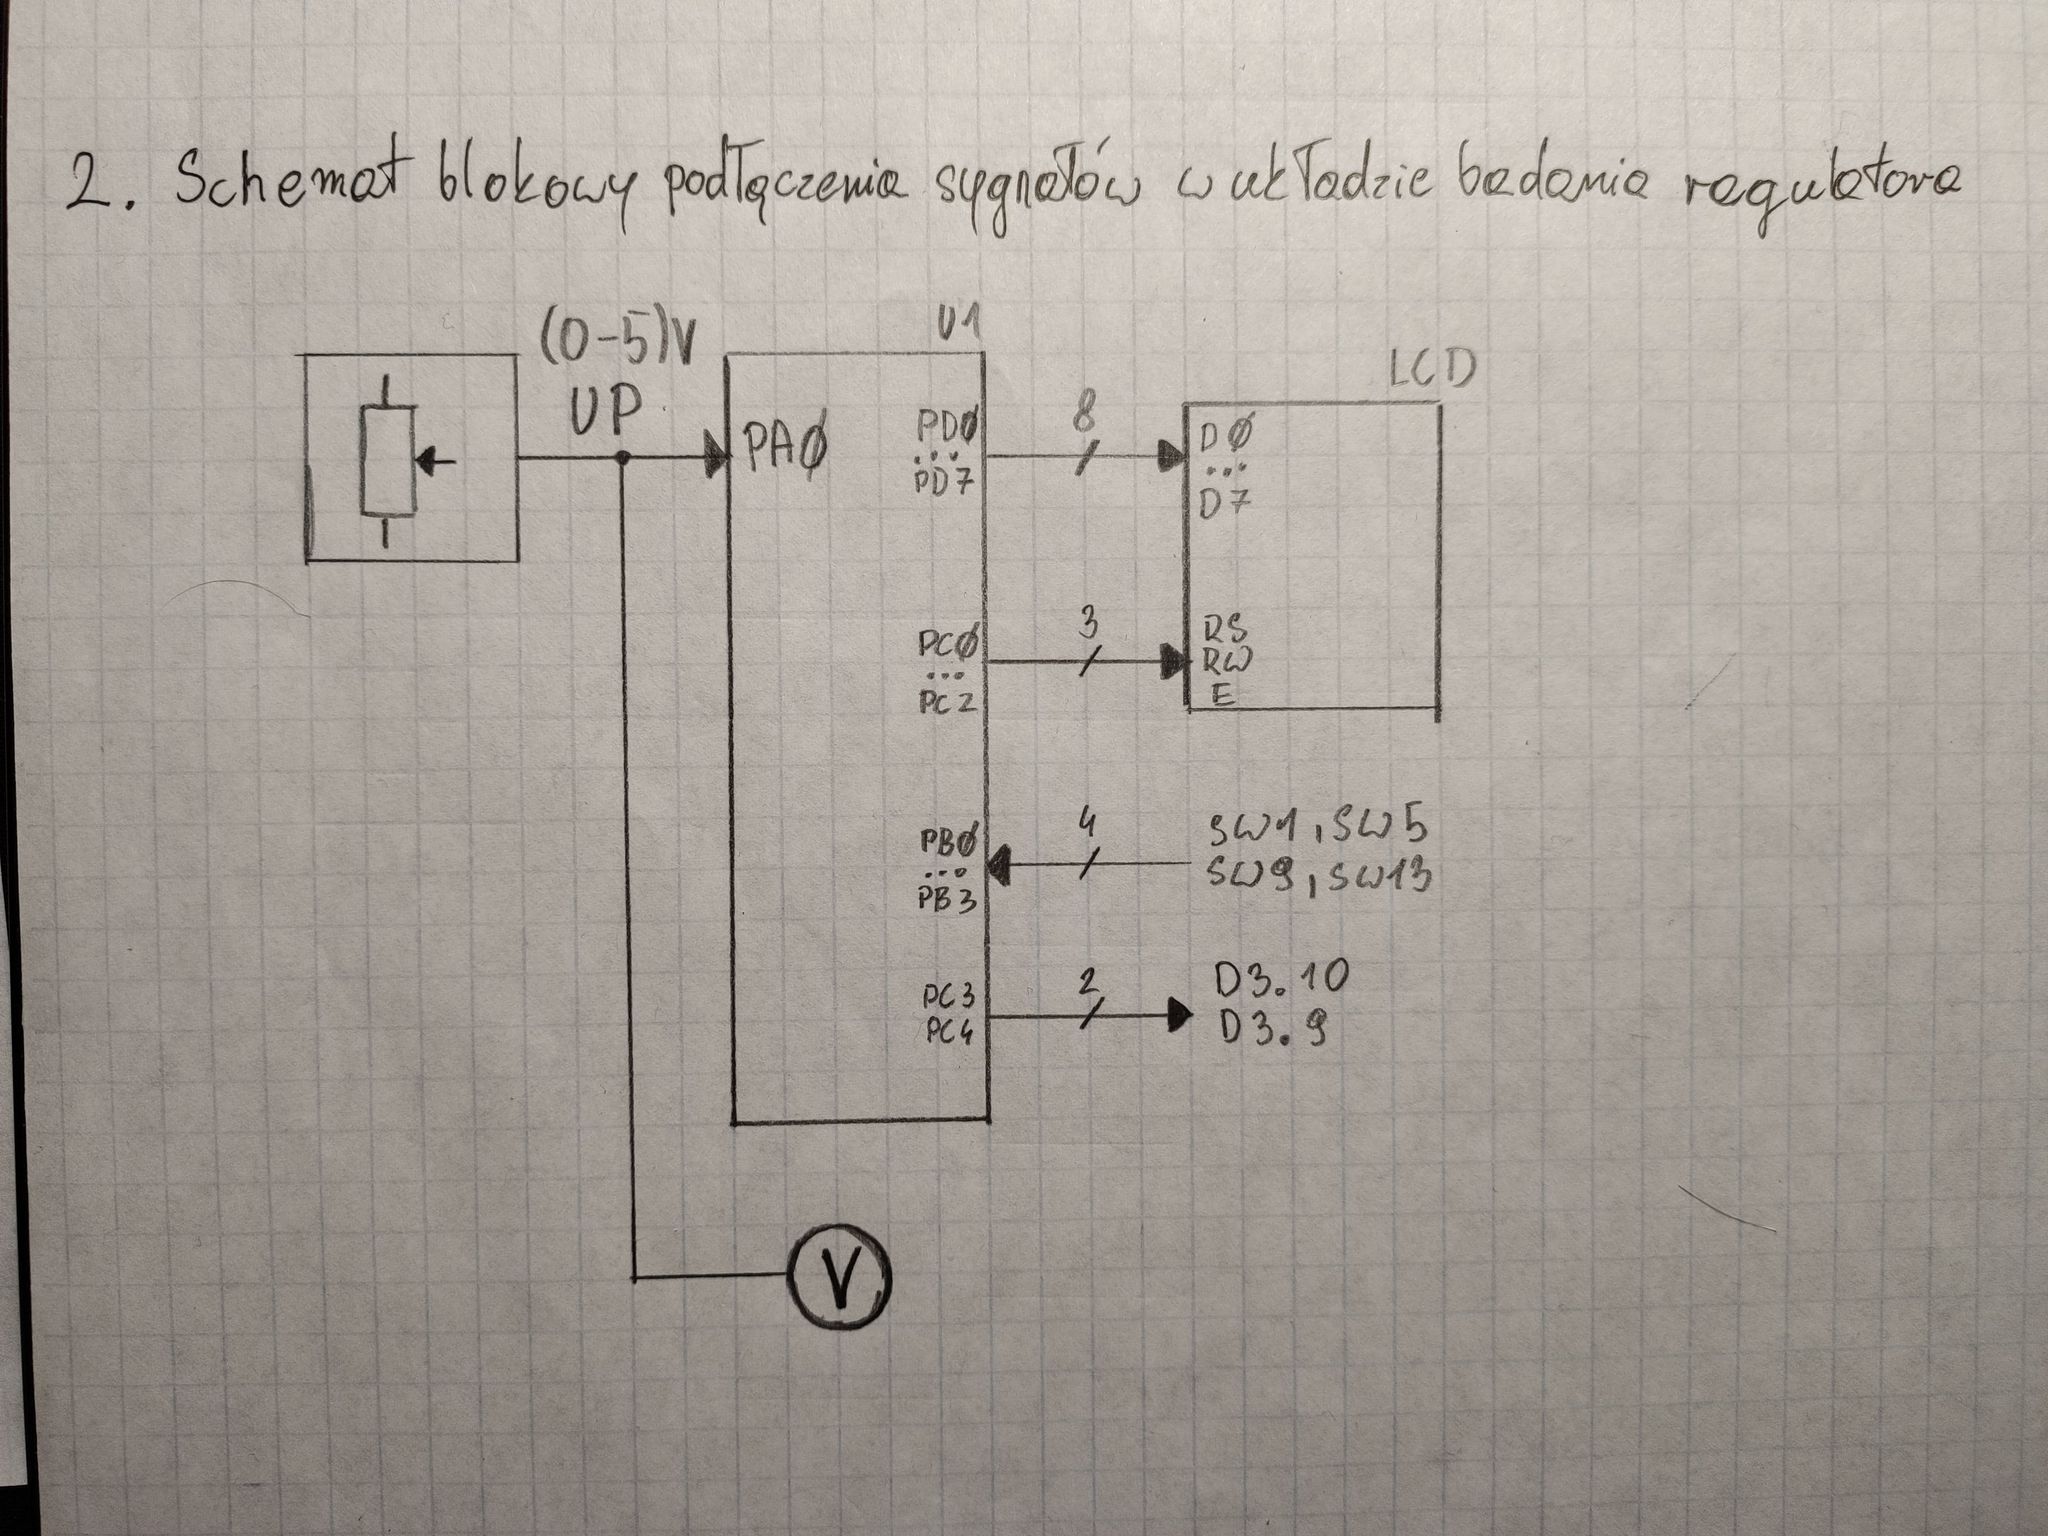 2. Schemat blokowy podłączenia sygnałów w układzie badania regulatora
(0-5)V
UP
U1
PAØ
PDØ
...
PD7
8
LCD
DØ
...
D7
PCØ
...
PC2
3
RS
RW
E
PBØ
...
PB3
4
SW1, SW5
SW9, SW13
PC3
PC4
2
D3.10
D3.9
V